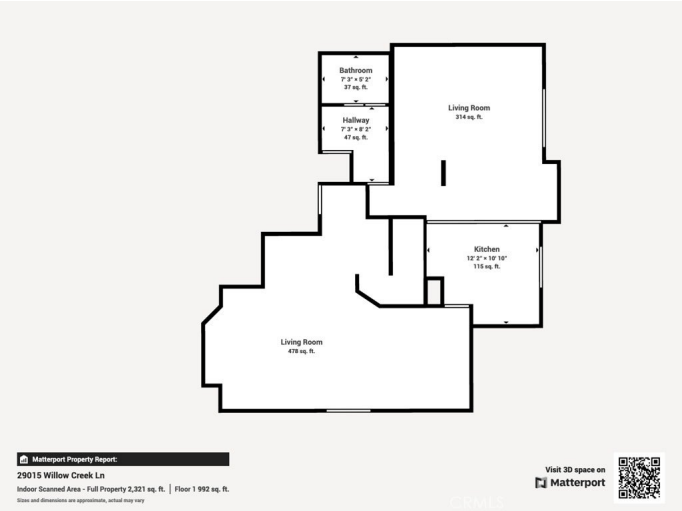 Bathroom
7' 3" × 5' 2"
37 sq. ft.
Hallway
7' 3" × 8' 2"
47 sq. ft.
Living Room
314 sq. ft.
Kitchen
12' 2" × 10' 10"
115 sq. ft.
Living Room
478 sq. ft.
Matterport Property Report:
29015 Willow Creek Ln
Indoor Scanned Area - Full Property 2,321 sq. ft. | Floor 1 992 sq. ft.
Sizes and dimensions are approximate, actual may vary
Visit 3D space on
Matterport
CRMLS